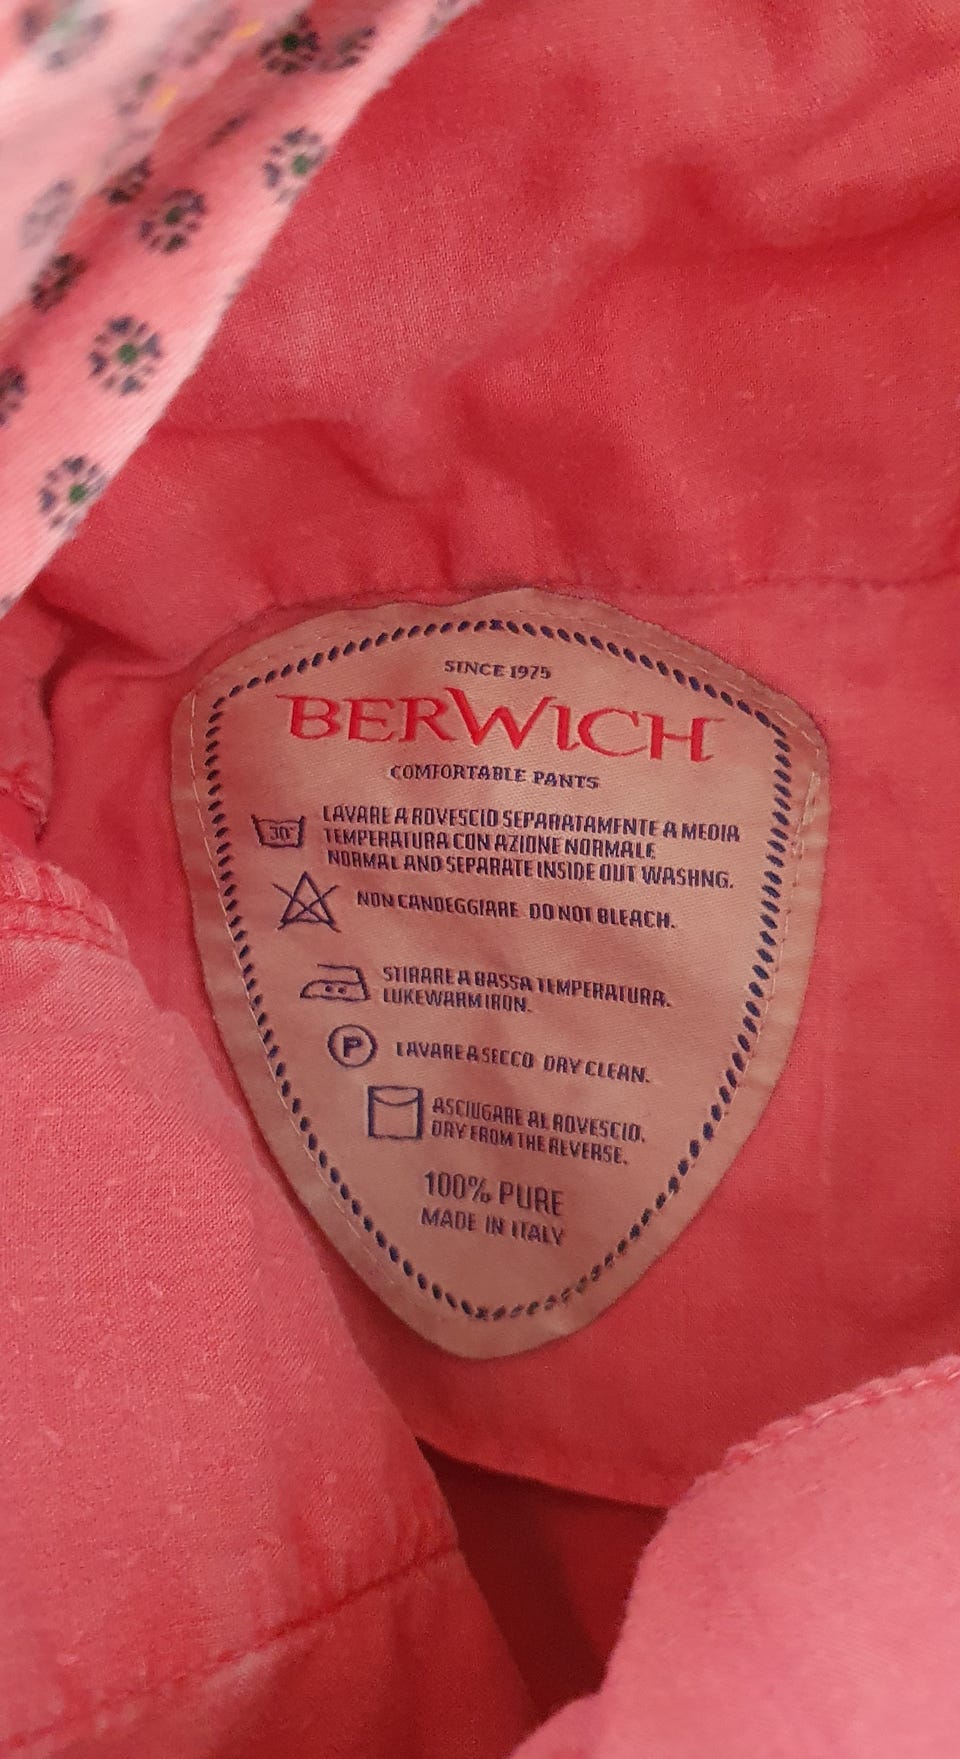 SINCE 1975
BERWICH
COMFORTABLE PANTS
30°
LAVARE A ROVESCIO SEPARATAMENTE A MEDIA
TEMPERATURA CON AZIONE NORMALE
NORMAL AND SEPARATE INSIDE OUT WASHNG.
NON CANDEGGIARE DO NOT BLEACH.
STIRARE A BASSA TEMPERATURA.
LUKEWARM IRON.
P
LAVARE A SECCO DRY CLEAN.
ASCIUGARE AL ROVESCIO.
DRY FROM THE REVERSE.
100% PURE
MADE IN ITALY